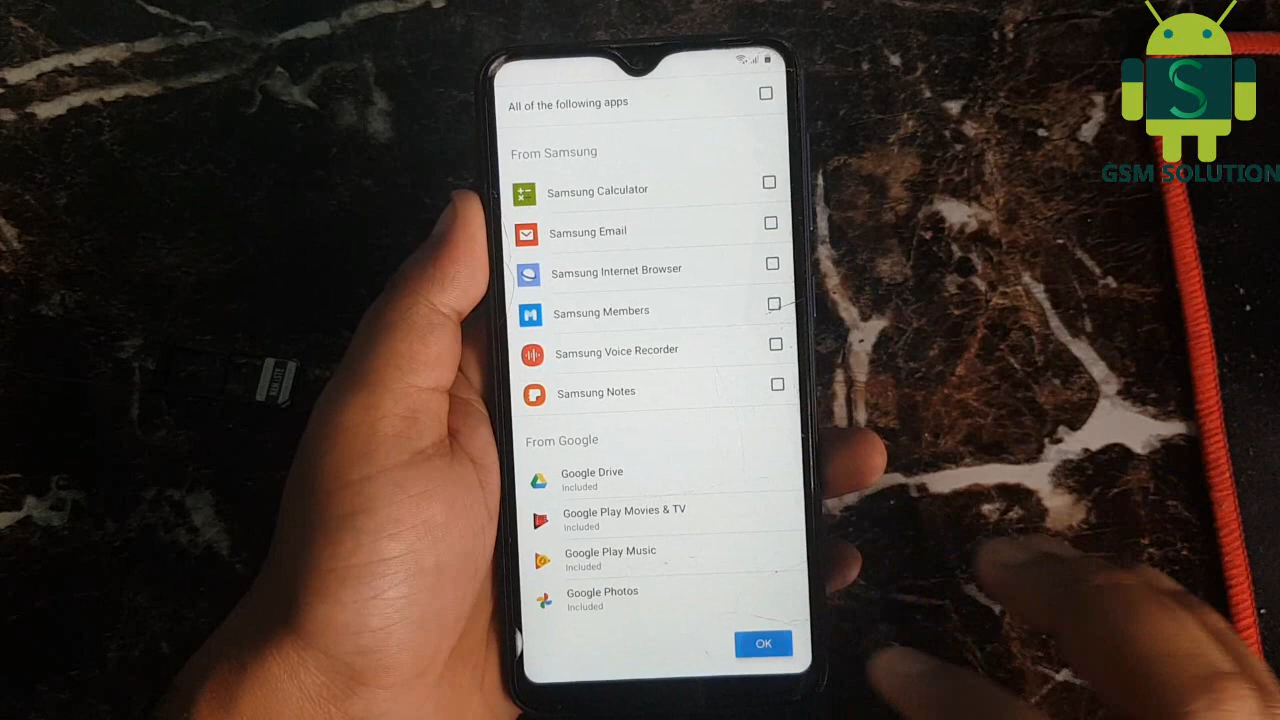 All of the following apps
From Samsung
Samsung Calculator
Samsung Email
Samsung Internet Browser
Samsung Members
Samsung Voice Recorder
Samsung Notes
From Google
Google Drive
Included
Google Play Movies & TV
Included
Google Play Music
Included
Google Photos
Included
OK
S
GSM SOLUTION